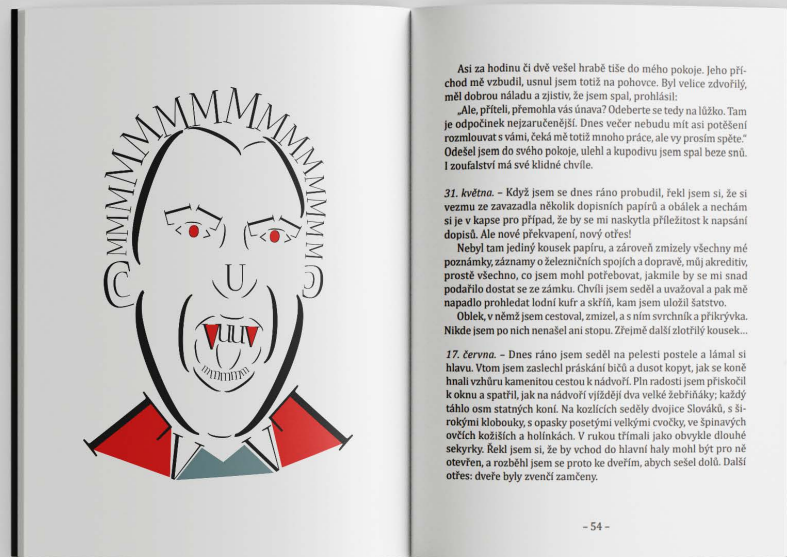 Asi za hodinu či dvě vešel hrabě tiše do mého pokoje. Jeho pří-
chod mě vzbudil, usnul jsem totiž na pohovce. Byl velice zdvořilý,
měl dobrou náladu a zjistiv, že jsem spal, prohlásil:
„Ale, příteli, přemohla vás únava? Odeberte se tedy na lůžko. Tam
je odpočinek nejzaručenější. Dnes večer nebudu mít asi potěšení
rozmlouvat s vámi, čeká mě totiž mnoho práce, ale vy prosím spěte.“
Odešel jsem do svého pokoje, ulehl a kupodivu jsem spal beze snů.
I zoufalství má své klidné chvíle.
31. května. – Když jsem se dnes ráno probudil, řekl jsem si, že si
vezmu ze zavazadla několik dopisních papírů a obálek a nechám
si je v kapse pro případ, že by se mi naskytla příležitost k napsání
dopisů. Ale nové překvapení, nový otřes!
Nebyl tam jediný kousek papíru, a zároveň zmizely všechny mé
poznámky, záznamy o železničních spojích a dopravě, můj akreditiv,
prostě všechno, co jsem mohl potřebovat, jakmile by se mi snad
podařilo dostat se ze zámku. Chvíli jsem seděl a uvažoval a pak mě
napadlo prohledat lodní kufr a skříň, kam jsem uložil šatstvo.
Oblek, v němž jsem cestoval, zmizel, a s ním svrchník a přikrývka.
Nikde jsem po nich nenašel ani stopu. Zřejmě další zlotřilý kousek…
17. června. – Dnes ráno jsem seděl na pelesti postele a lámal si
hlavu. Vtom jsem zaslechl práskání bičů a dusot kopyt, jak se koně
hnali vzhůru kamenitou cestou k nádvoří. Pln radosti jsem přiskočil
k oknu a spatřil, jak na nádvoří vjíždějí dva velké žebřiňáky; každý
táhlo osm statných koní. Na kozlících seděly dvojice Slováků, s ši-
rokými klobouky, s opasky posetými velkými cvočky, ve špinavých
ovčích kožiších a holínkách. V rukou třímali jako obvykle dlouhé
sekyrky. Řekl jsem si, že by vchod do hlavní haly mohl být pro ně
otevřen, a rozběhl jsem se proto ke dveřím, abych sešel dolů. Další
otřes: dveře byly zvenčí zamčeny.
– 54 –